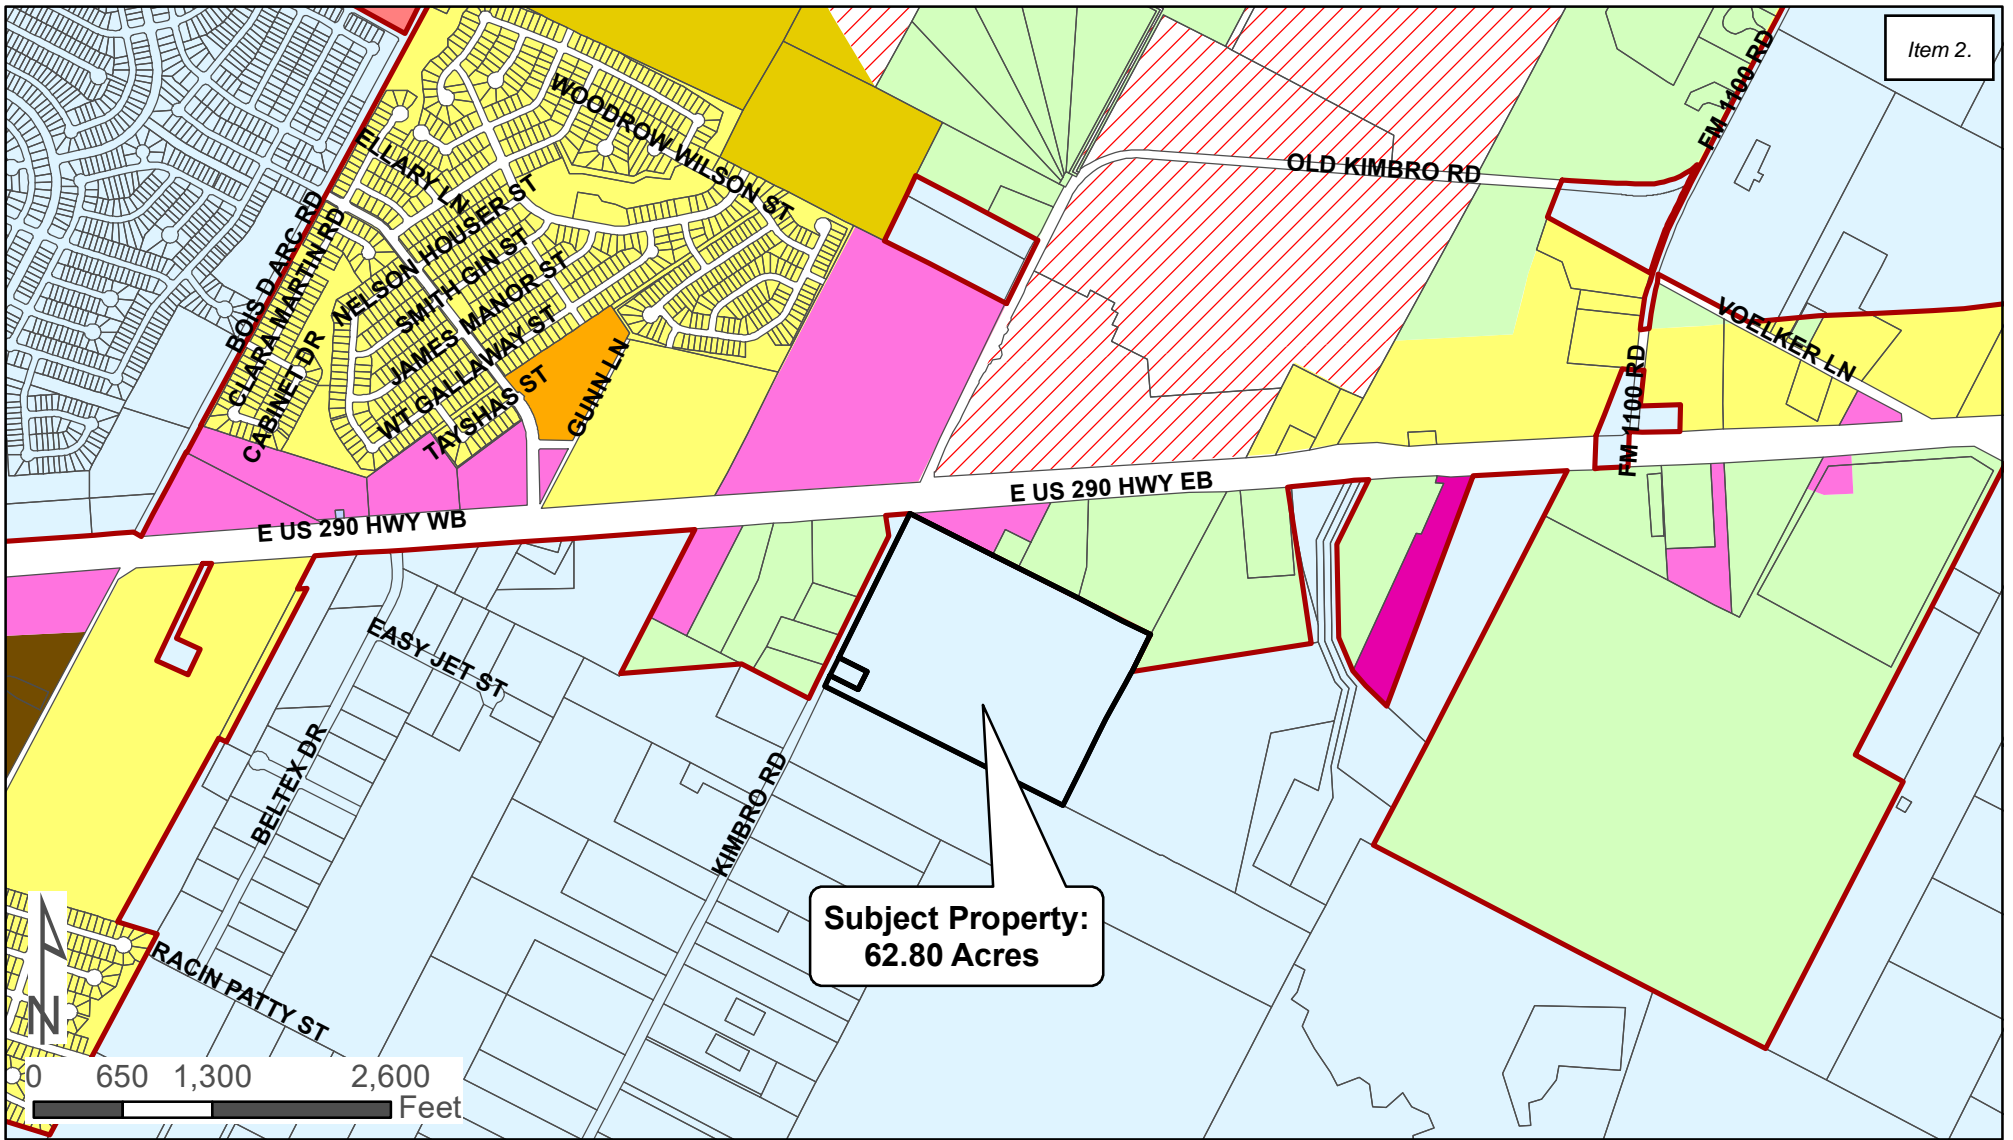 Item 2.
FM 1100 RD
WOODROW WILSON ST
ELLARY LN
OLD KIMBRO RD
BOIS D ARC RD
CLARA MARTIN RD
NELSON HOUSER ST
SMITH GIN ST
JAMES MANOR ST
WT GALLAWAY ST
TAYSHAS ST
CABINET DR
GUNN LN
VOELKER LN
FM 1100 RD
E US 290 HWY EB
E US 290 HWY WB
EASY JET ST
BELTEX DR
KIMBRO RD
Subject Property:
62.80 Acres
RACIN PATTY ST
N
0 650 1,300 2,600
Feet